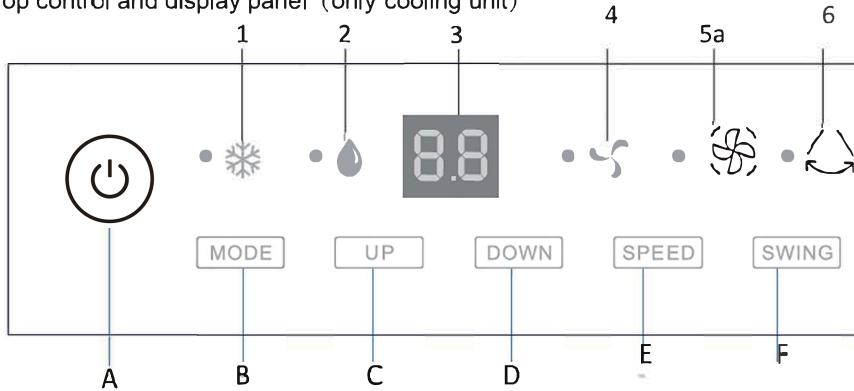 op control and display panel (only cooling unit)
1 2 3 4 5a 6
8.8
MODE UP DOWN SPEED SWING
A B C D E F